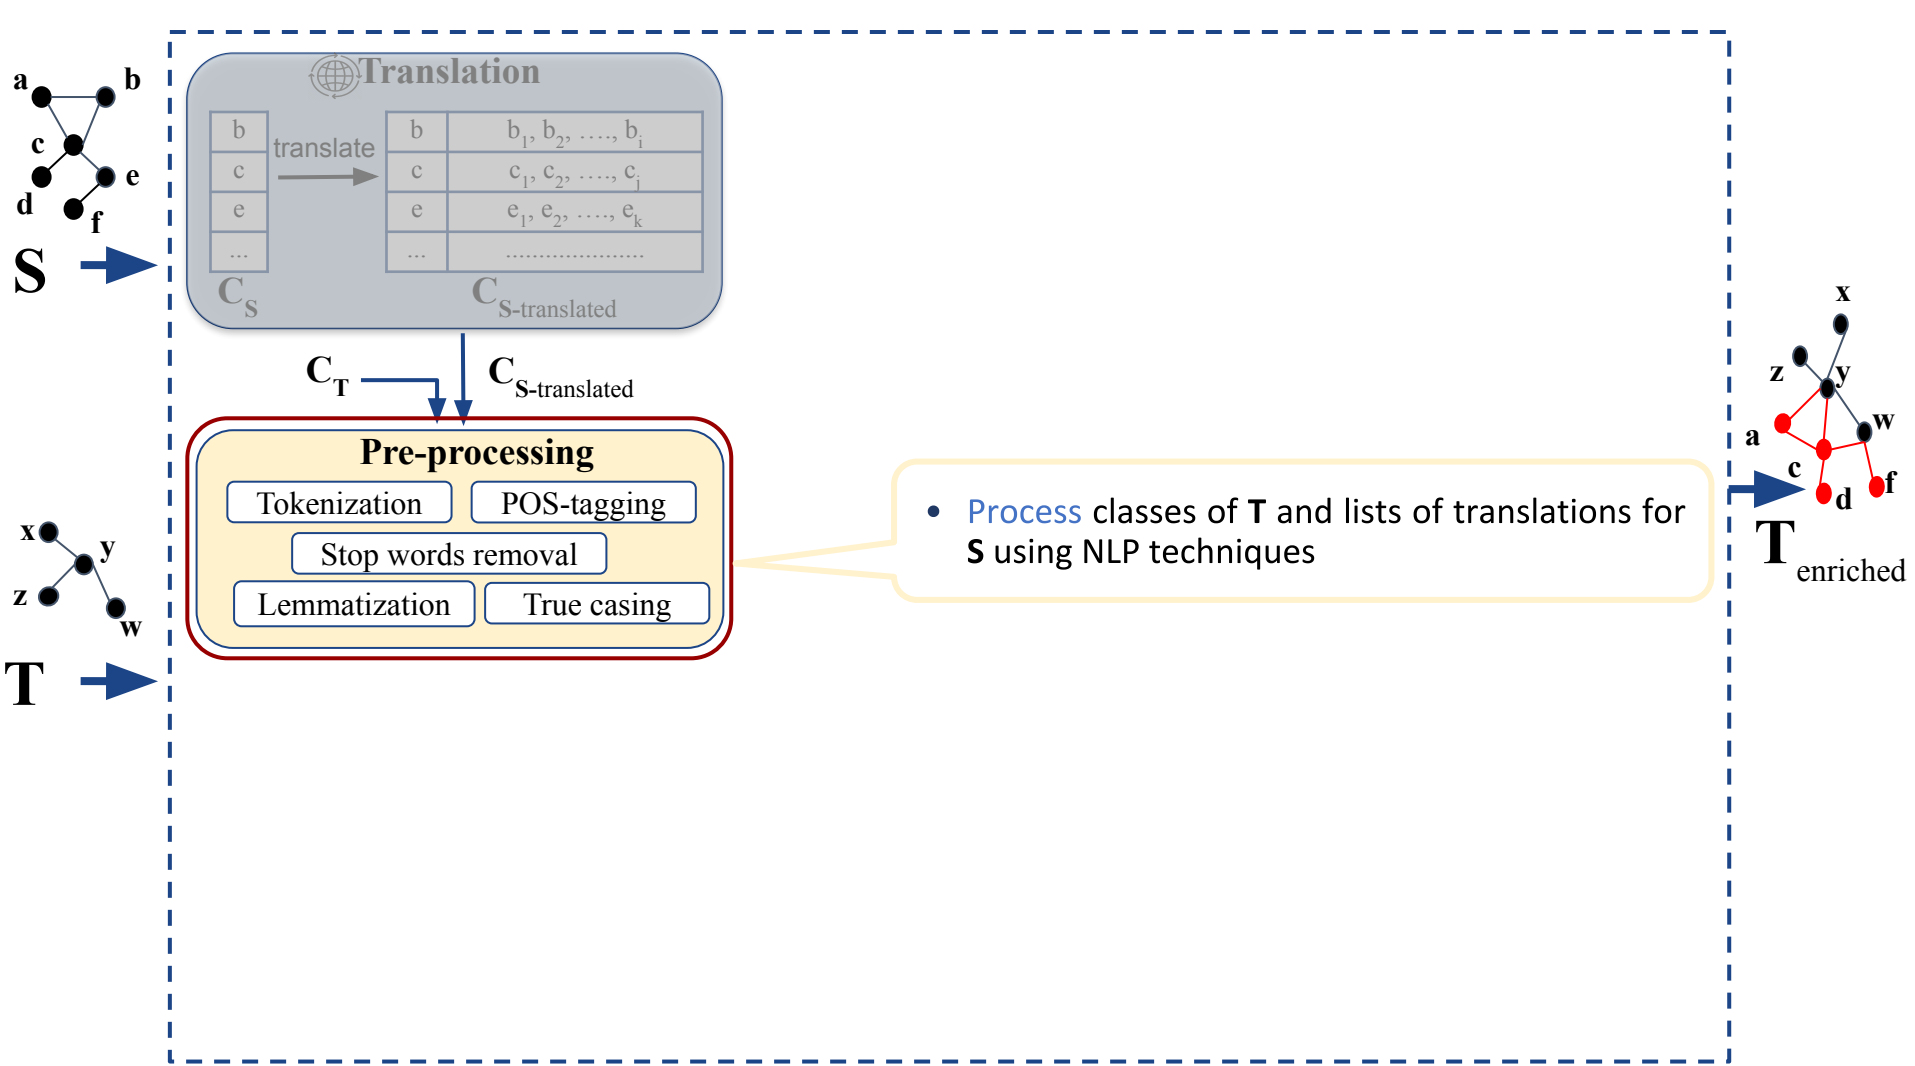 a
b
c
d
e
f
S
x
y
z
w
T
Translation
b
c
e
...
translate
b
b1, b2, ...., bi
c
c1, c2, ...., cj
e
e1, e2, ...., ek
...
.....................
CS
CS-translated
CT
CS-translated
Pre-processing
Tokenization
POS-tagging
Stop words removal
Lemmatization
True casing
• Process classes of T and lists of translations for
S using NLP techniques
x
z
y
w
a
c
d
f
Tenriched